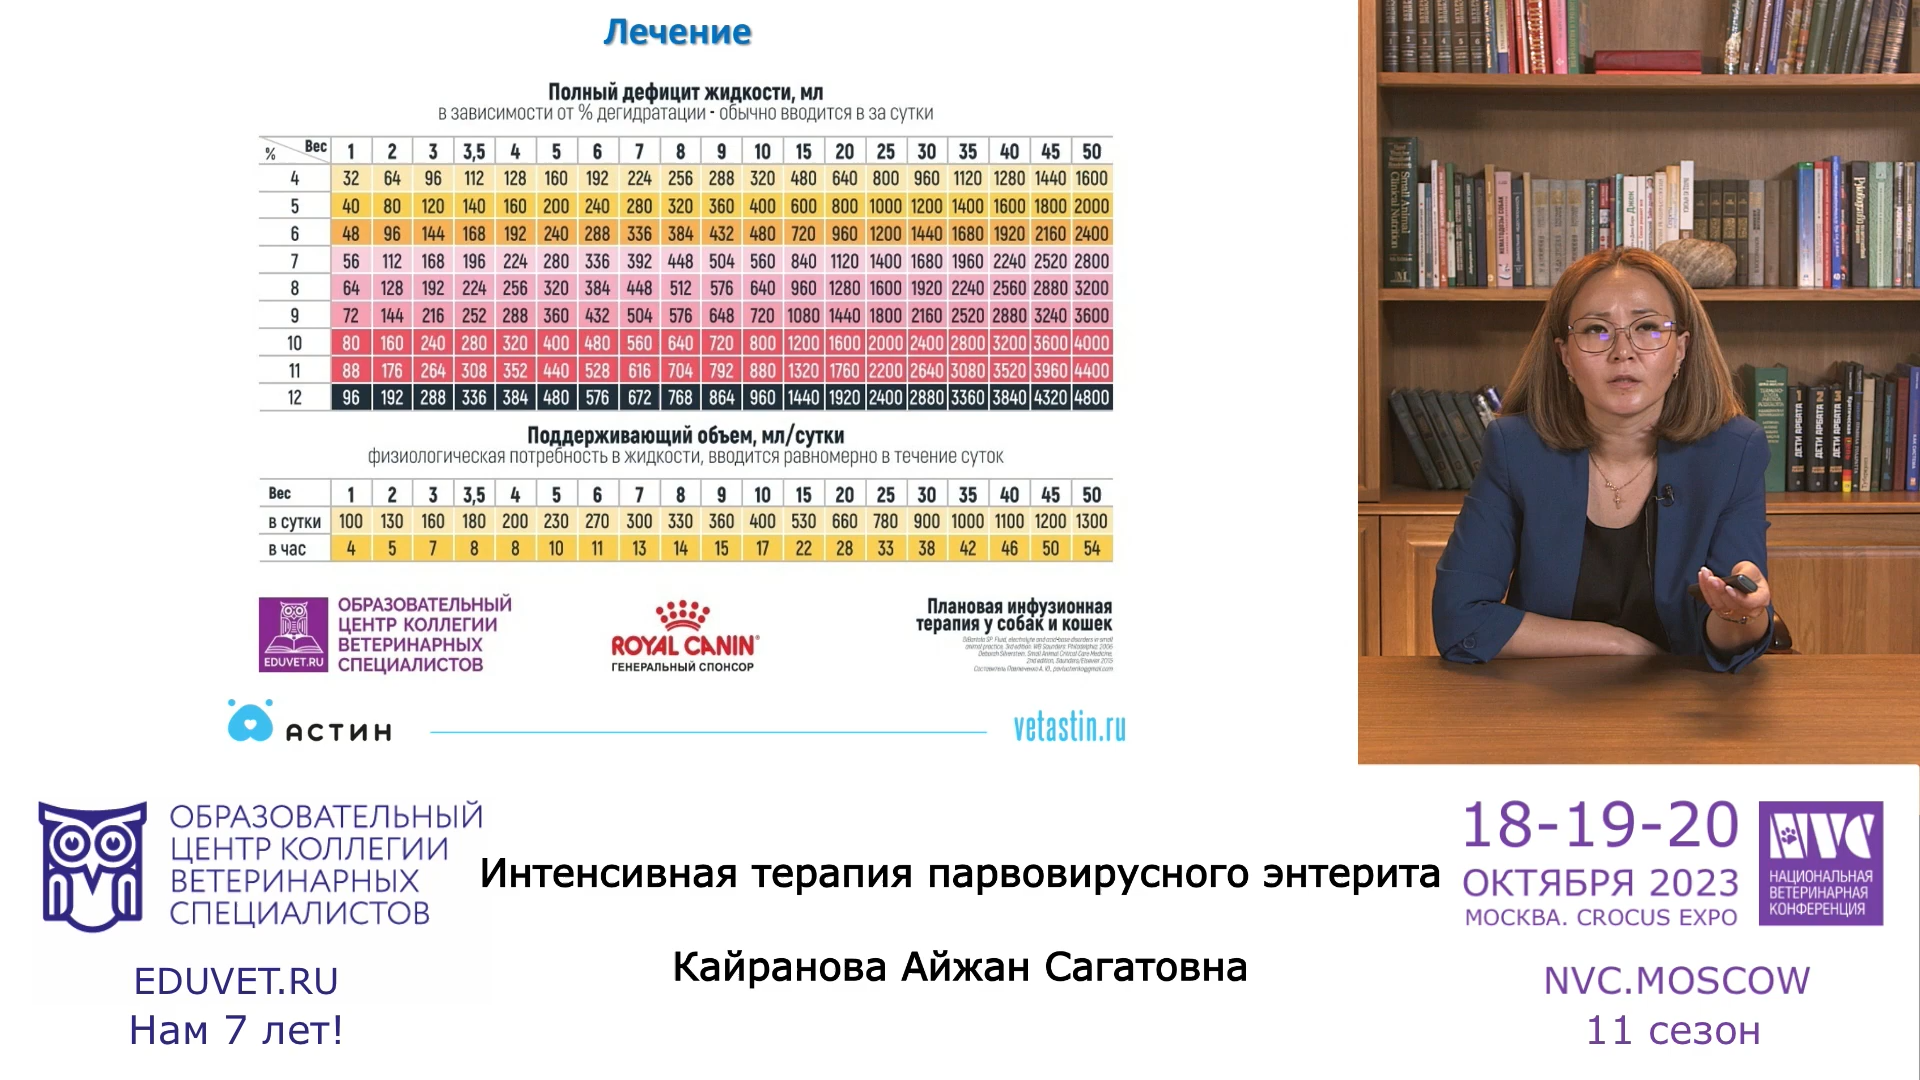 Лечение
Полный дефицит жидкости, мл
в зависимости от % дегидратации - обычно вводится в за сутки
% Вес 1 2 3 3,5 4 5 6 7 8 9 10 15 20 25 30 35 40 45 50
4 32 64 96 112 128 160 192 224 256 288 320 480 640 800 960 1120 1280 1440 1600
5 40 80 120 140 160 200 240 280 320 360 400 600 800 1000 1200 1400 1600 1800 2000
6 48 96 144 168 192 240 288 336 384 432 480 720 960 1200 1440 1680 1920 2160 2400
7 56 112 168 196 224 280 336 392 448 504 560 840 1120 1400 1680 1960 2240 2520 2800
8 64 128 192 224 256 320 384 448 512 576 640 960 1280 1600 1920 2240 2560 2880 3200
9 72 144 216 252 288 360 432 504 576 648 720 1080 1440 1800 2160 2520 2880 3240 3600
10 80 160 240 280 320 400 480 560 640 720 800 1200 1600 2000 2400 2800 3200 3600 4000
11 88 176 264 308 352 440 528 616 704 792 880 1320 1760 2200 2640 3080 3520 3960 4400
12 96 192 288 336 384 480 576 672 768 864 960 1440 1920 2400 2880 3360 3840 4320 4800
Поддерживающий объем, мл/сутки
физиологическая потребность в жидкости, вводится равномерно в течение суток
Вес 1 2 3 3,5 4 5 6 7 8 9 10 15 20 25 30 35 40 45 50
в сутки 100 130 160 180 200 230 270 300 330 360 400 530 660 780 900 1000 1100 1200 1300
в час 4 5 7 8 8 10 11 13 14 15 17 22 28 33 38 42 46 50 54
EDUVET.RU
ОБРАЗОВАТЕЛЬНЫЙ
ЦЕНТР КОЛЛЕГИИ
ВЕТЕРИНАРНЫХ
СПЕЦИАЛИСТОВ
ROYAL CANIN®
ГЕНЕРАЛЬНЫЙ СПОНСОР
Плановая инфузионная
терапия у собак и кошек
АСТИН
vetastin.ru
Small Animal
Clinical Nutrition
ДЕТИ АРБАТА
ДЕТИ АРБАТА
ДЕТИ АРБАТА
ОБРАЗОВАТЕЛЬНЫЙ
ЦЕНТР КОЛЛЕГИИ
ВЕТЕРИНАРНЫХ
СПЕЦИАЛИСТОВ
EDUVET.RU
Нам 7 лет!
Интенсивная терапия парвовирусного энтерита
Кайранова Айжан Сагатовна
18-19-20
ОКТЯБРЯ 2023
МОСКВА. CROCUS EXPO
NVC
НАЦИОНАЛЬНАЯ
ВЕТЕРИНАРНАЯ
КОНФЕРЕНЦИЯ
NVC.MOSCOW
11 сезон